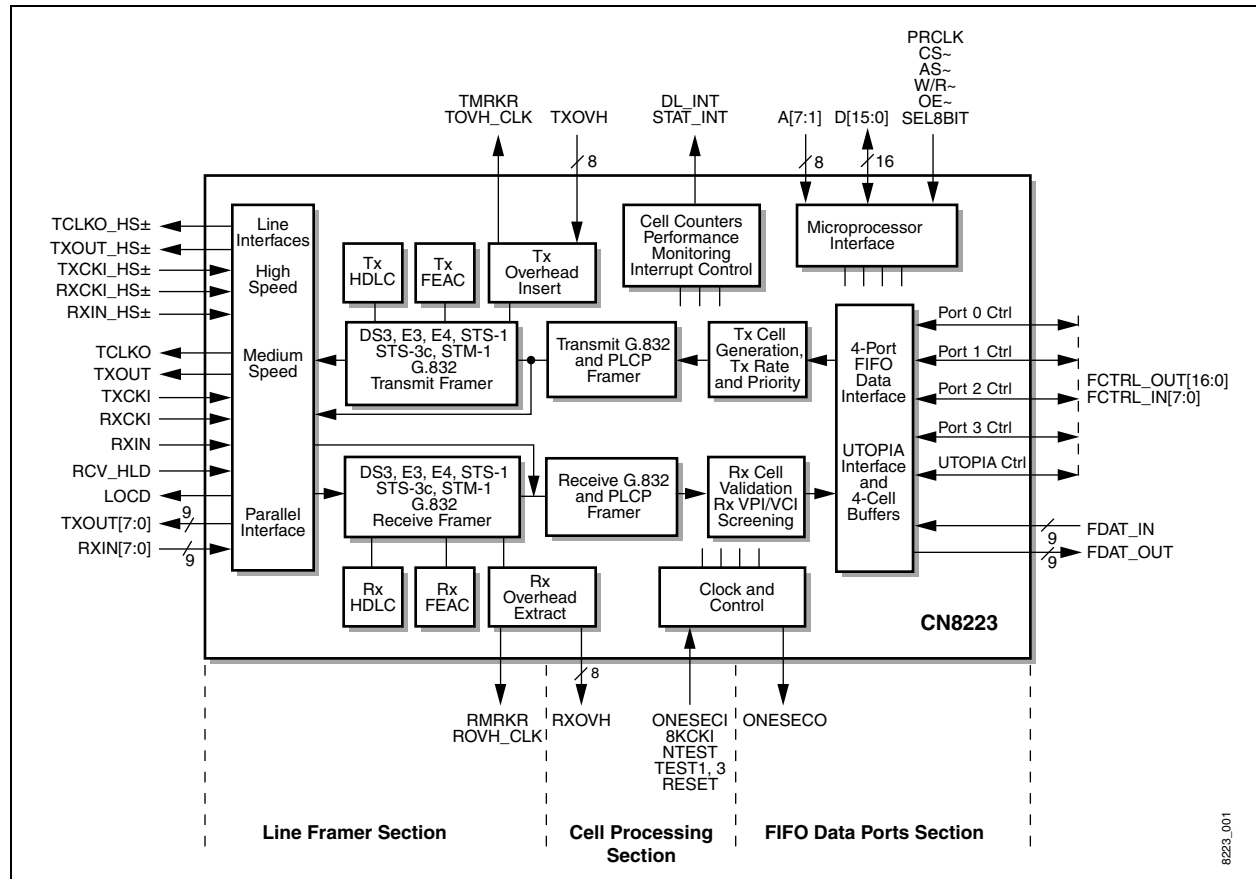 PRCLK
CS~
AS~
W/R~
OE~
SEL8BIT
TMRKR
TOVH_CLK
TXOVH
DL_INT
STAT_INT
A[7:1]
D[15:0]
8
8
16
TCLKO_HS±
TXOUT_HS±
TXCKI_HS±
RXCKI_HS±
RXIN_HS±
TCLKO
TXOUT
TXCKI
RXCKI
RXIN
RCV_HLD
LOCD
TXOUT[7:0]
9
RXIN[7:0]
9
Line
Interfaces
High
Speed
Medium
Speed
Parallel
Interface
Tx
HDLC
Tx
FEAC
Tx
Overhead
Insert
Cell Counters
Performance
Monitoring
Interrupt Control
Microprocessor
Interface
DS3, E3, E4, STS-1
STS-3c, STM-1
G.832
Transmit Framer
Transmit G.832
and PLCP
Framer
Tx Cell
Generation,
Tx Rate
and Priority
4-Port
FIFO
Data
Interface
UTOPIA
Interface
and
4-Cell
Buffers
Port 0 Ctrl
Port 1 Ctrl
Port 2 Ctrl
Port 3 Ctrl
UTOPIA Ctrl
FCTRL_OUT[16:0]
FCTRL_IN[7:0]
9
FDAT_IN
9
FDAT_OUT
DS3, E3, E4, STS-1
STS-3c, STM-1
G.832
Receive Framer
Receive G.832
and PLCP
Framer
Rx Cell
Validation
Rx VPI/VCI
Screening
Rx
HDLC
Rx
FEAC
Rx
Overhead
Extract
Clock and
Control
CN8223
8
RMRKR
ROVH_CLK
RXOVH
ONESECI
8KCKI
NTEST
TEST1, 3
RESET
ONESECO
Line Framer Section
Cell Processing
Section
FIFO Data Ports Section
8223_001